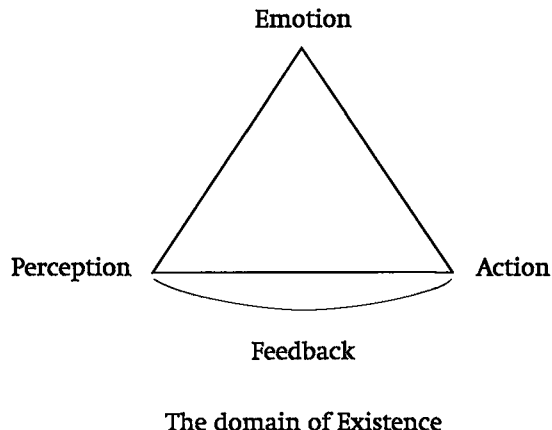 Emotion
Perception
Action
Feedback
The domain of Existence